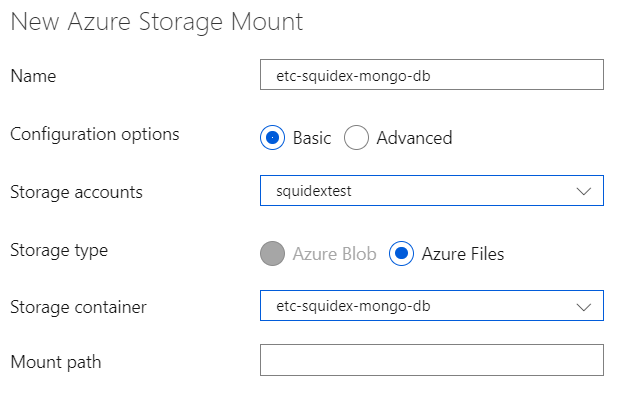 New Azure Storage Mount
Name
etc-squidex-mongo-db
Configuration options
Basic
Advanced
Storage accounts
squidextest
Storage type
Azure Blob
Azure Files
Storage container
etc-squidex-mongo-db
Mount path